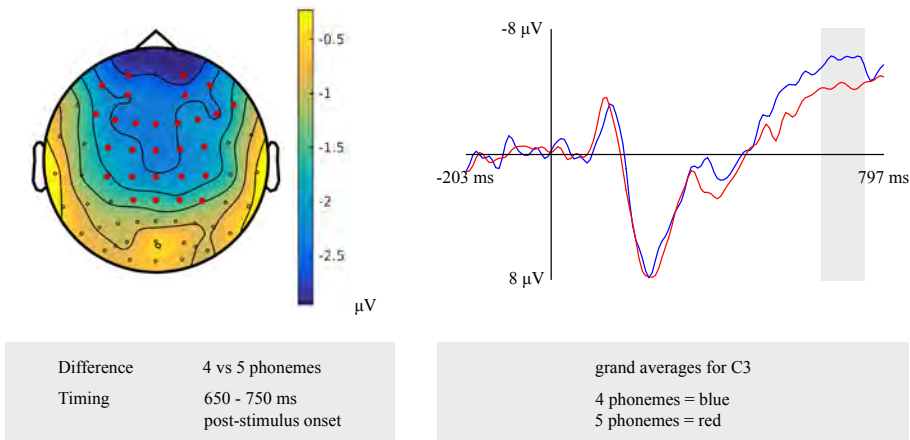 -0.5
-1
-1.5
-2
-2.5
μV
-8 μV
-203 ms
797 ms
8 μV
Difference 4 vs 5 phonemes
Timing 650 - 750 ms
post-stimulus onset
grand averages for C3
4 phonemes = blue
5 phonemes = red